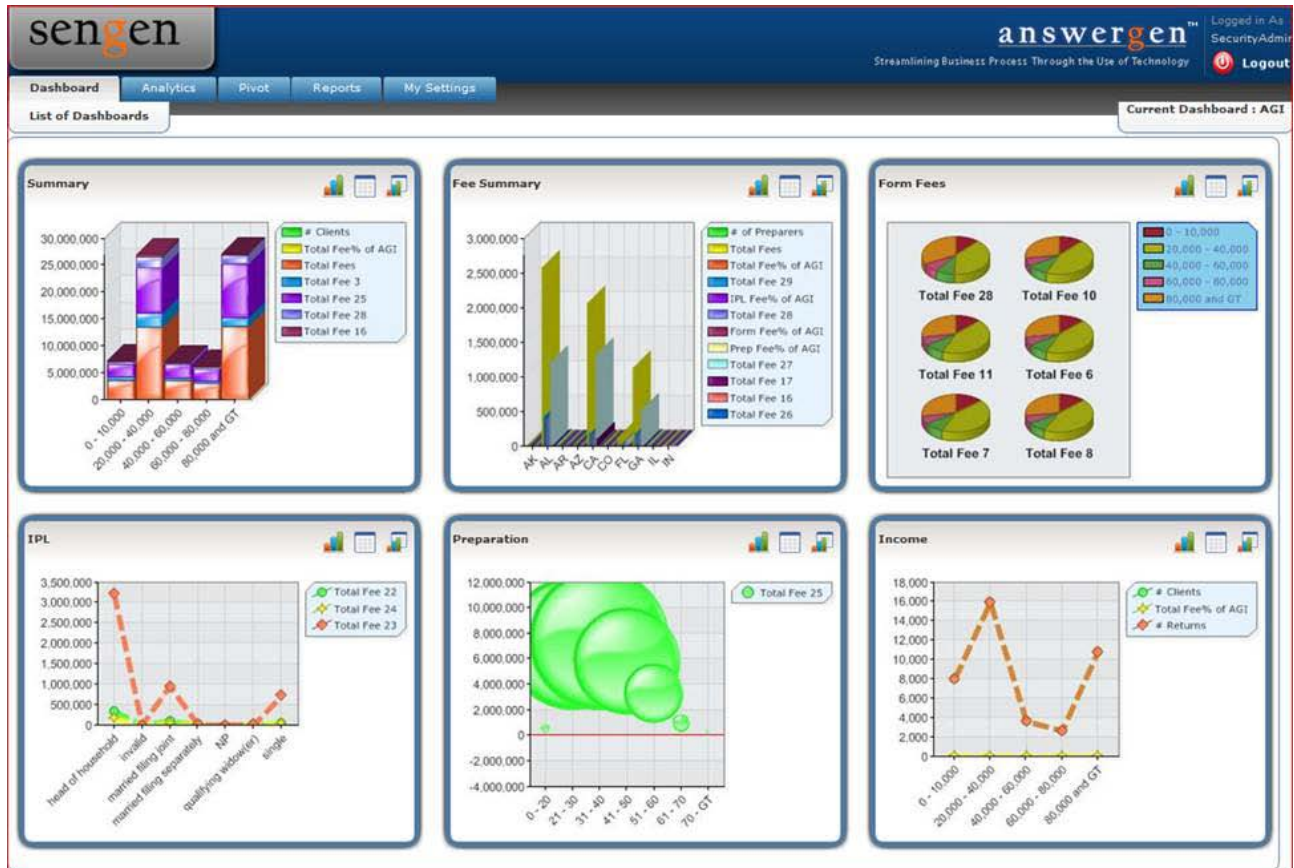 sengen
answergen™
Streamlining Business Process Through the Use of Technology
Logged in As
SecurityAdmin
Logout
Dashboard
Analytics
Pivot
Reports
My Settings
List of Dashboards
Current Dashboard : AGI
Summary
30,000,000
25,000,000
20,000,000
15,000,000
10,000,000
5,000,000
0
0 - 10,000
20,000 - 40,000
40,000 - 60,000
60,000 - 80,000
80,000 and GT
# Clients
Total Fee% of AGI
Total Fees
Total Fee 3
Total Fee 25
Total Fee 28
Total Fee 16
Fee Summary
3,000,000
2,500,000
2,000,000
1,500,000
1,000,000
500,000
0
AK
AL
AR
AZ
CA
CO
FL
GA
IL
IN
# of Preparers
Total Fees
Total Fee% of AGI
Total Fee 29
IPL Fee% of AGI
Total Fee 28
Form Fee% of AGI
Prep Fee% of AGI
Total Fee 27
Total Fee 17
Total Fee 16
Total Fee 26
Form Fees
Total Fee 28
Total Fee 10
Total Fee 11
Total Fee 6
Total Fee 7
Total Fee 8
0 - 10,000
20,000 - 40,000
40,000 - 60,000
60,000 - 80,000
80,000 and GT
IPL
3,500,000
3,000,000
2,500,000
2,000,000
1,500,000
1,000,000
500,000
0
head of household
invalid
married filing joint
married filing separately
NP
qualifying widow(er)
single
Total Fee 22
Total Fee 24
Total Fee 23
Preparation
12,000,000
10,000,000
8,000,000
6,000,000
4,000,000
2,000,000
0
-2,000,000
-4,000,000
0 - 20
21 - 30
31 - 40
41 - 50
51 - 60
61 - 70
70 - GT
Total Fee 25
Income
18,000
16,000
14,000
12,000
10,000
8,000
6,000
4,000
2,000
0
0 - 10,000
20,000 - 40,000
40,000 - 60,000
60,000 - 80,000
80,000 and GT
# Clients
Total Fee% of AGI
# Returns